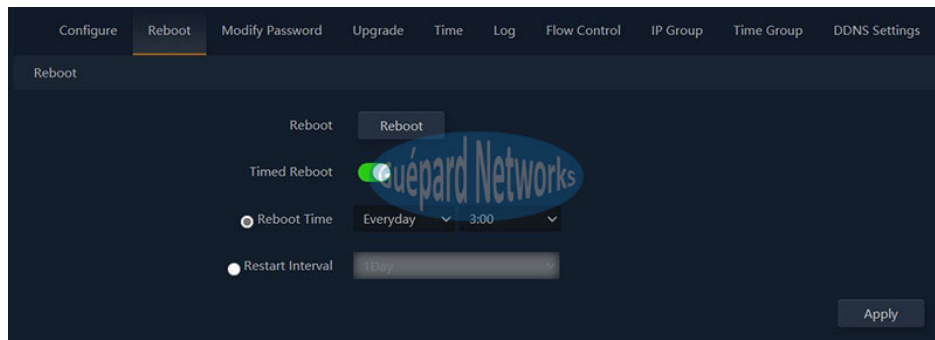 Configure Reboot Modify Password Upgrade Time Log Flow Control IP Group Time Group DDNS Settings
Reboot
Reboot Reboot
Timed Reboot
Guépard Networks
Reboot Time Everyday 3:00
Restart Interval 1Day
Apply